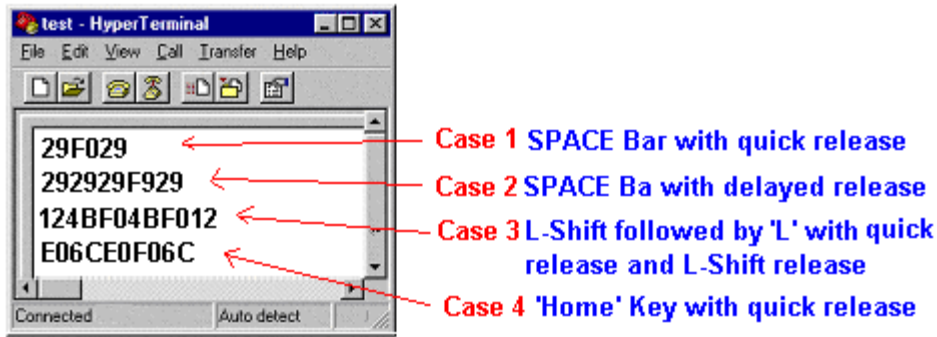 test - HyperTerminal
File Edit View Call Transfer Help
29F029
292929F929
124BF04BF012
E06CE0F06C
Connected Auto detect
Case 1 SPACE Bar with quick release
Case 2 SPACE Ba with delayed release
Case 3 L-Shift followed by 'L' with quick
release and L-Shift release
Case 4 'Home' Key with quick release